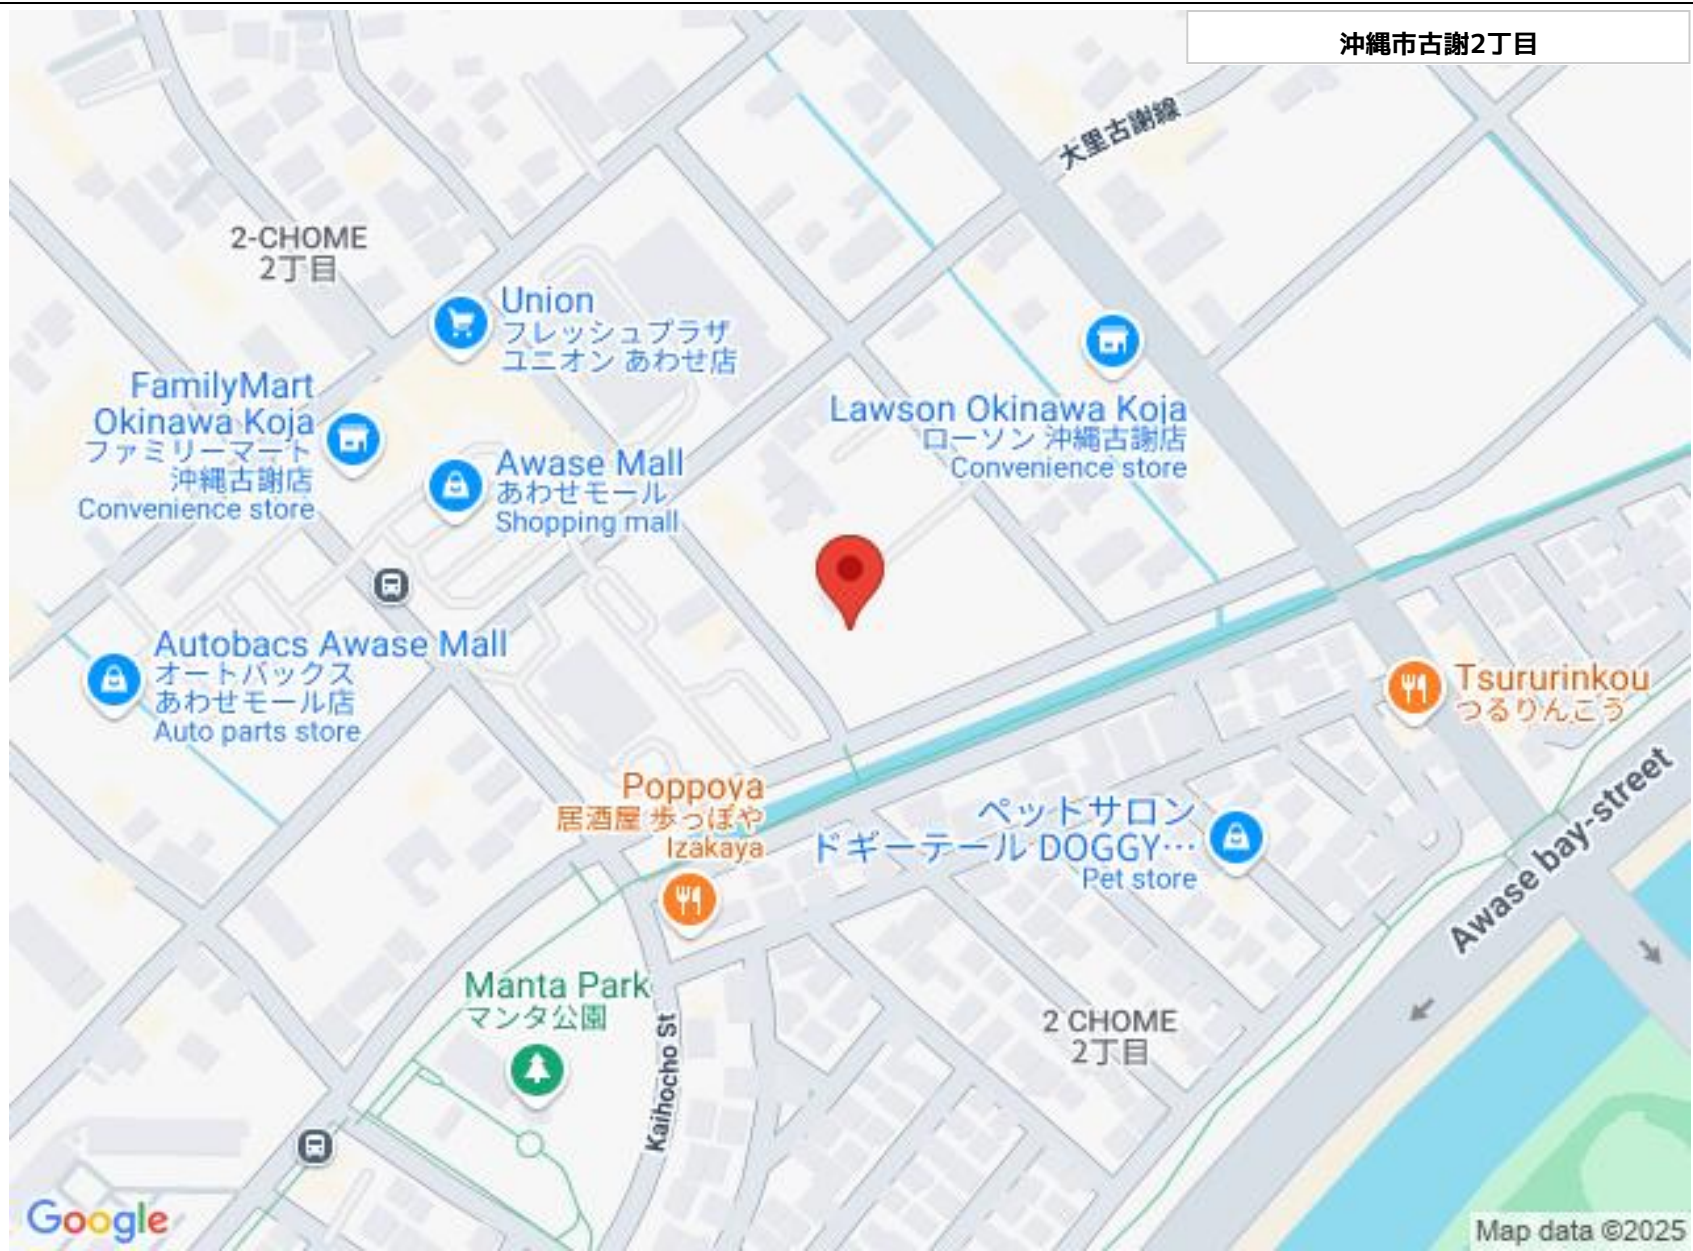 沖縄市古謝2丁目
大里古謝線
2-CHOME
2丁目
Union
フレッシュプラザ
ユニオン あわせ店
FamilyMart
Okinawa Koja
ファミリーマート
沖縄古謝店
Convenience store
Lawson Okinawa Koja
ローソン 沖縄古謝店
Convenience store
Awase Mall
あわせモール
Shopping mall
Autobacs Awase Mall
オートバックス
あわせモール店
Auto parts store
Tsururinkou
つるりんこう
Poppoya
居酒屋 歩っぽや
Izakaya
ペットサロン
ドギーテール DOGGY…
Pet store
Awase bay-street
Manta Park
マンタ公園
2 CHOME
2丁目
Kaihocho St
Google
Map data ©2025